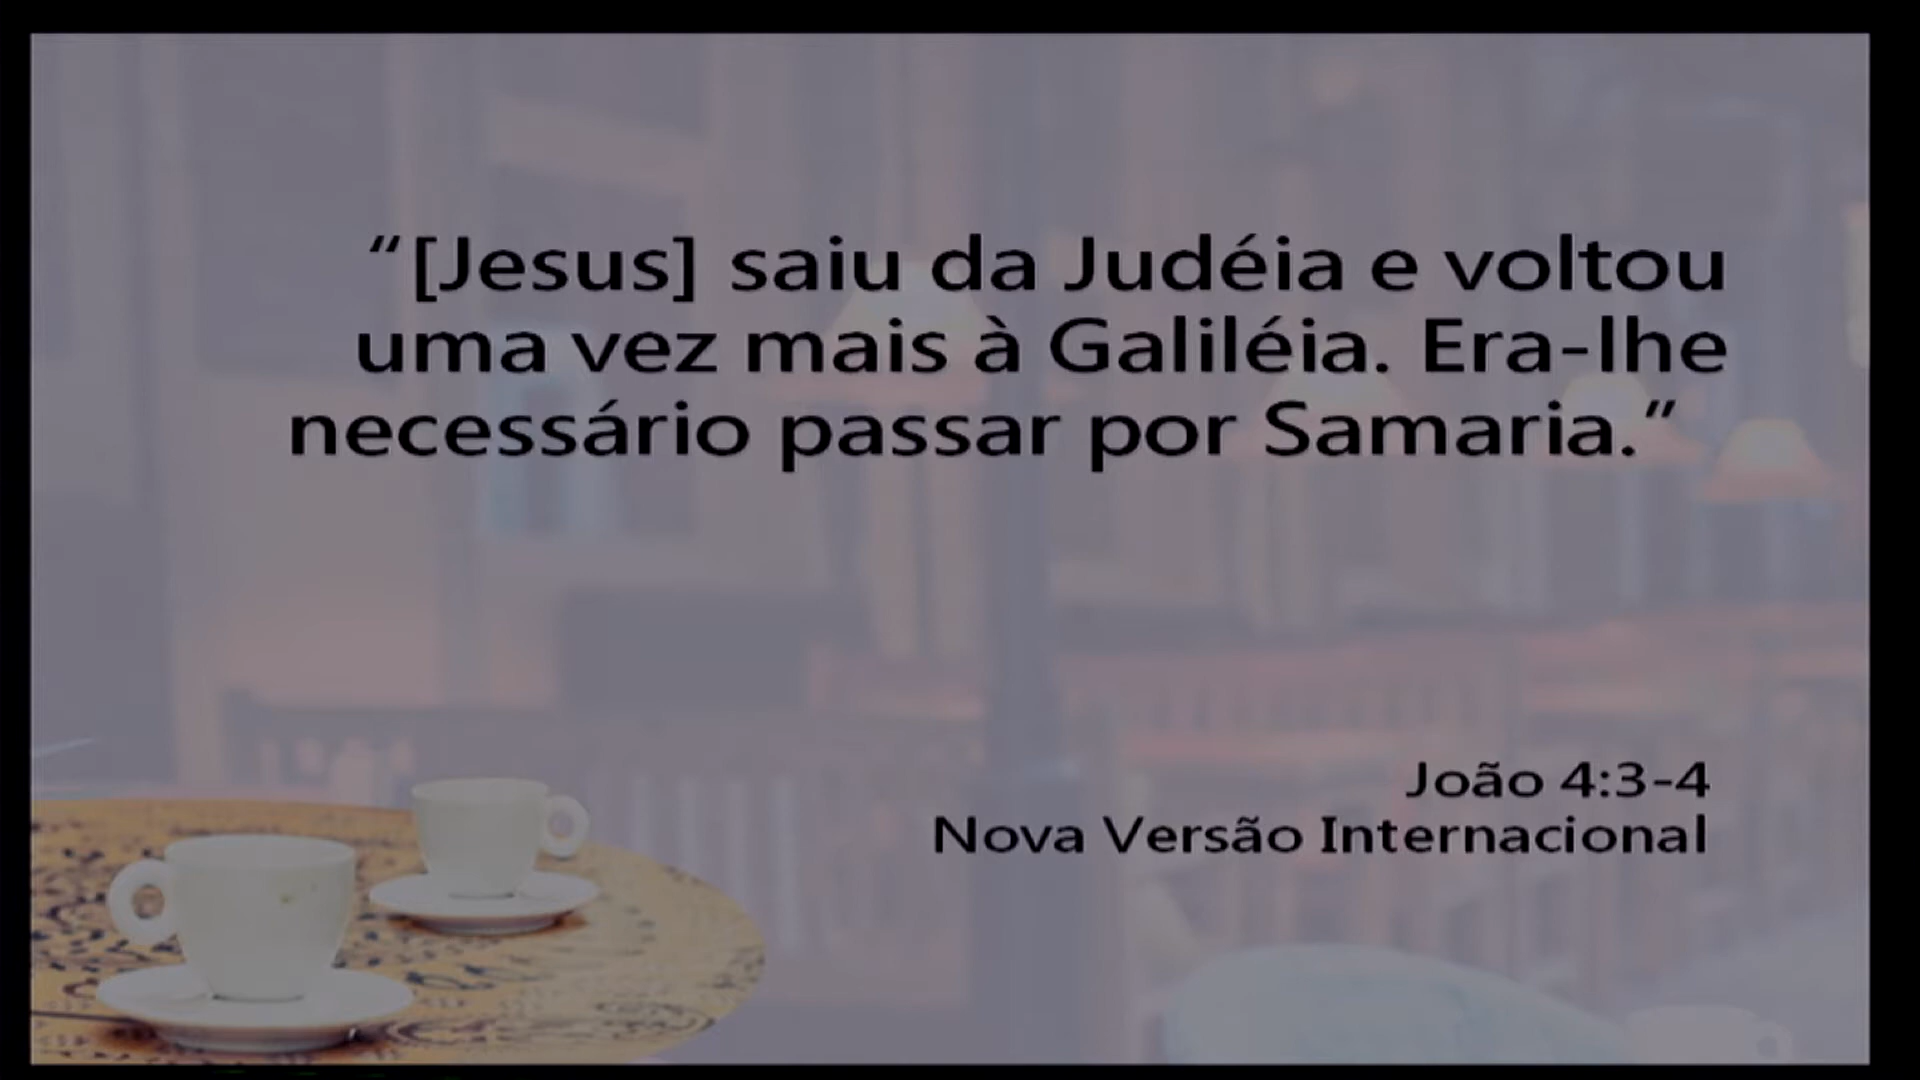 “[Jesus] saiu da Judéia e voltou
uma vez mais à Galiléia. Era-lhe
necessário passar por Samaria.”
João 4:3-4
Nova Versão Internacional